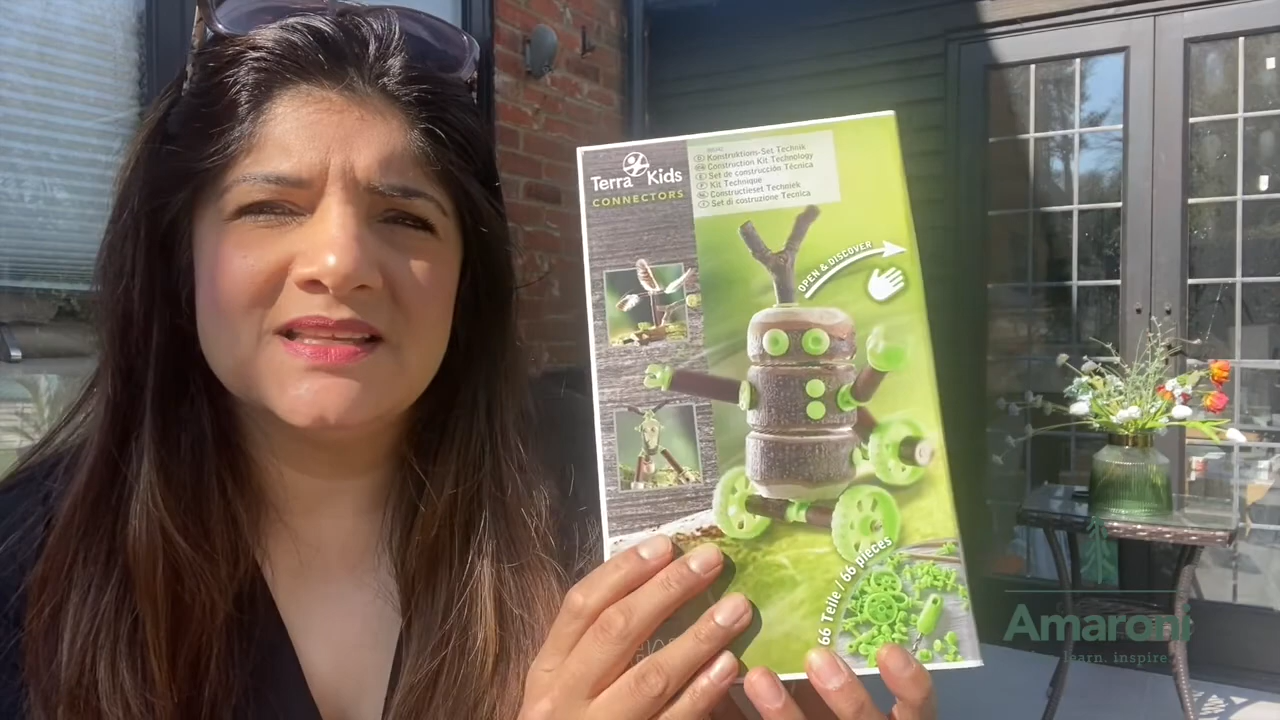 Terra Kids
CONNECTORS
Konstruktions-Set Technik
Construction Kit Technology
Set de construcción Técnica
Kit Technique
Constructieset Techniek
Set di costruzione Tecnica
OPEN & DISCOVER
66 Teile / 66 pieces
Amaroni
learn. inspire